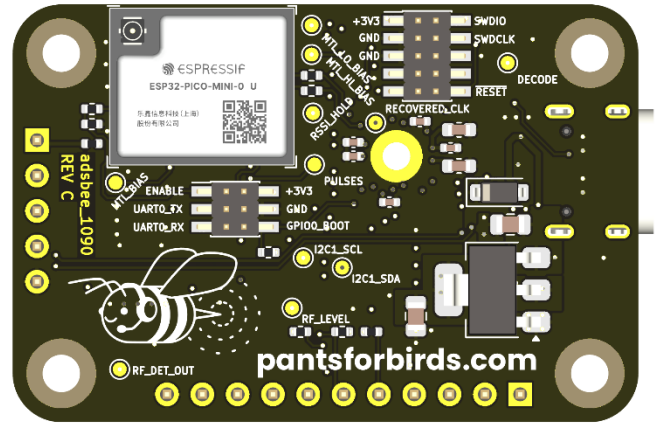 ESPRESSIF
ESP32-PICO-MINI-0 U
乐鑫信息科技(上海)
股份有限公司
MTL_LO_BIAS
MTL_HI_BIAS
RSSI_HOLD
+3V3
SWDIO
GND
SWDCLK
GND
GND
RESET
DECODE
RECOVERED_CLK
PULSES
MTL_BIAS
adsbee_1090
REV C
ENABLE
+3V3
UART0_TX
GND
UART0_RX
GPIO0_BOOT
I2C1_SCL
I2C1_SDA
RF_LEVEL
RF_DET_OUT
pantsforbirds.com